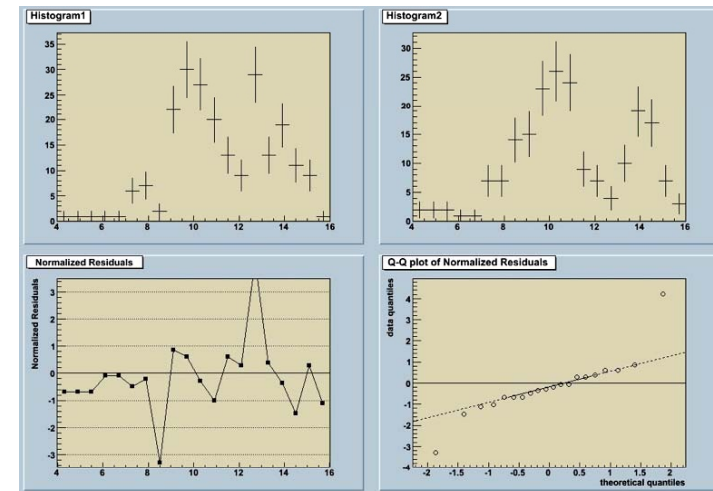 Histogram1
35
30
25
20
15
10
5
0
4 6 8 10 12 14 16
Histogram2
30
25
20
15
10
5
0
4 6 8 10 12 14 16
Normalized Residuals
Normalized Residuals
3
2
1
0
-1
-2
-3
4 6 8 10 12 14 16
Q-Q plot of Normalized Residuals
data quantiles
4
3
2
1
0
-1
-2
-3
-4
-2 -1.5 -1 -0.5 0 0.5 1 1.5 2
theoretical quantiles